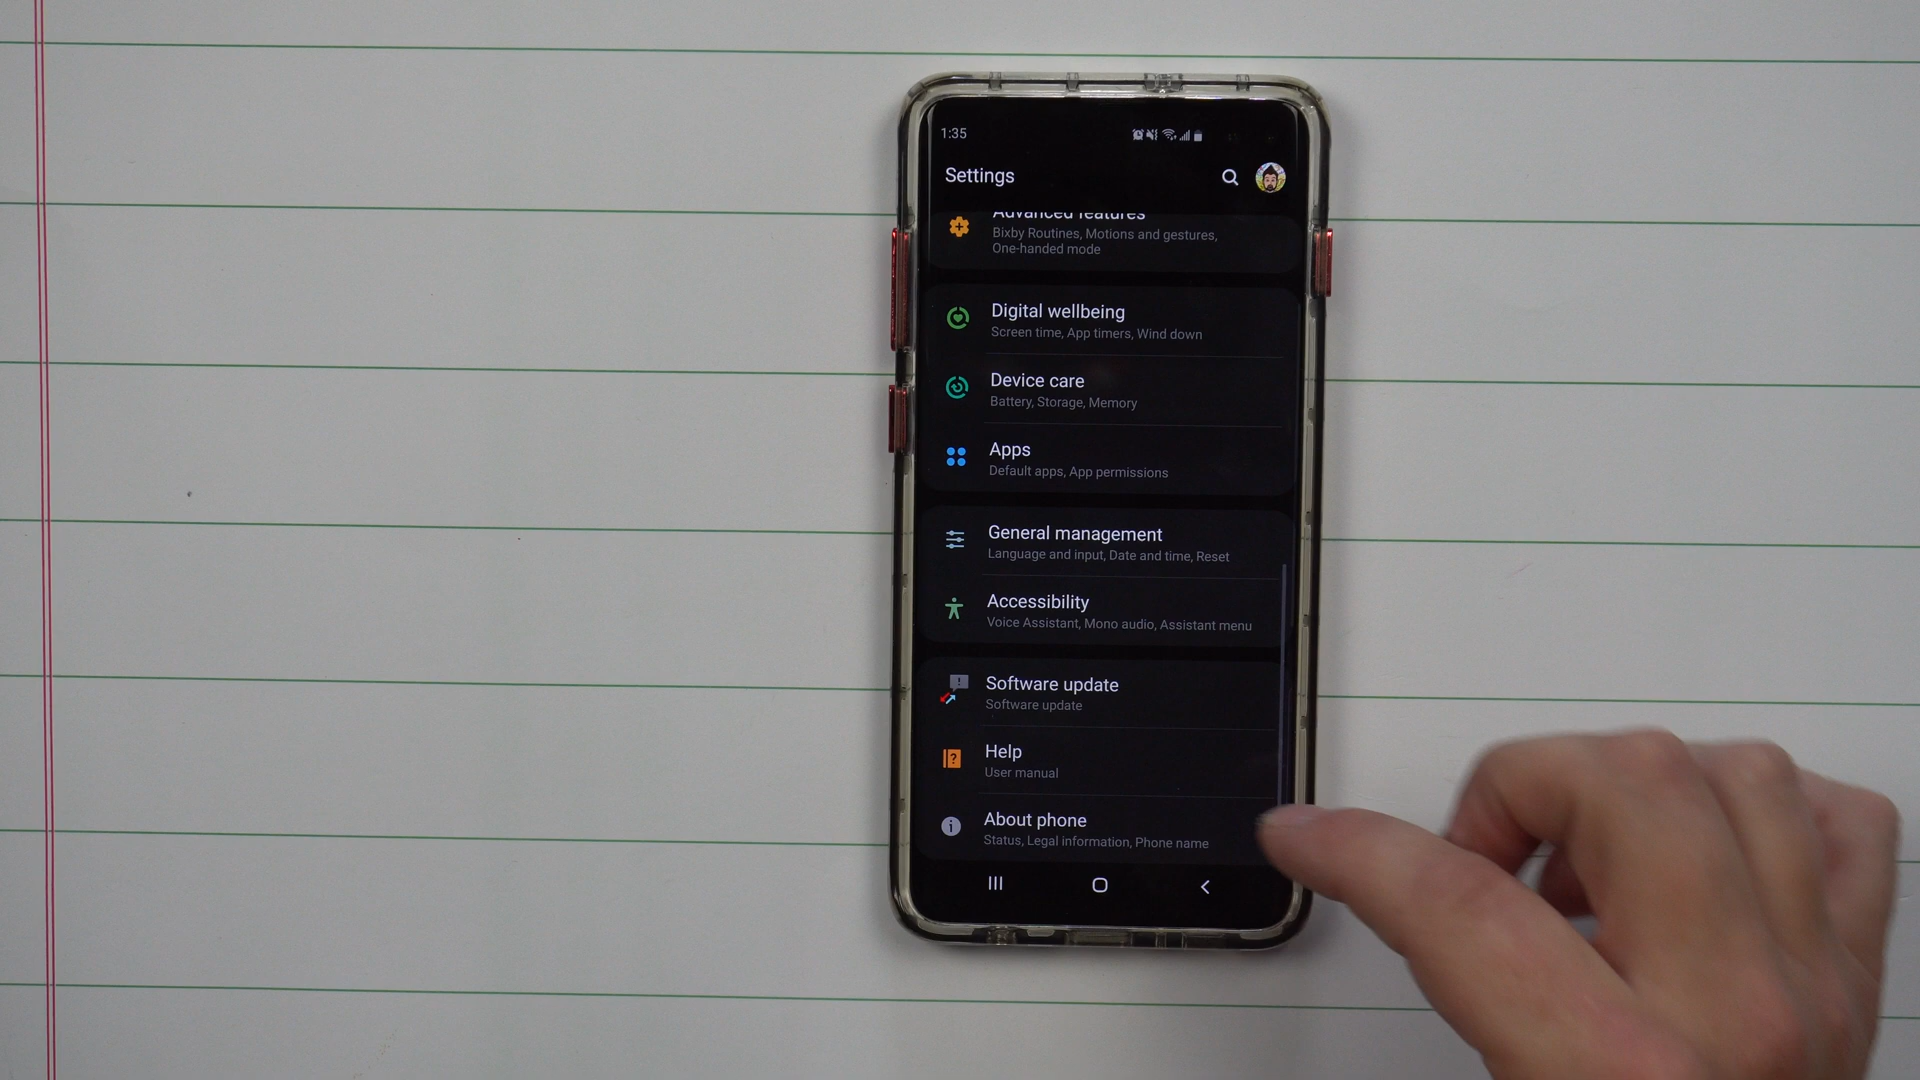 1:35
Settings
Advanced features
Bixby Routines, Motions and gestures,
One-handed mode
Digital wellbeing
Screen time, App timers, Wind down
Device care
Battery, Storage, Memory
Apps
Default apps, App permissions
General management
Language and input, Date and time, Reset
Accessibility
Voice Assistant, Mono audio, Assistant menu
Software update
Software update
Help
User manual
About phone
Status, Legal information, Phone name